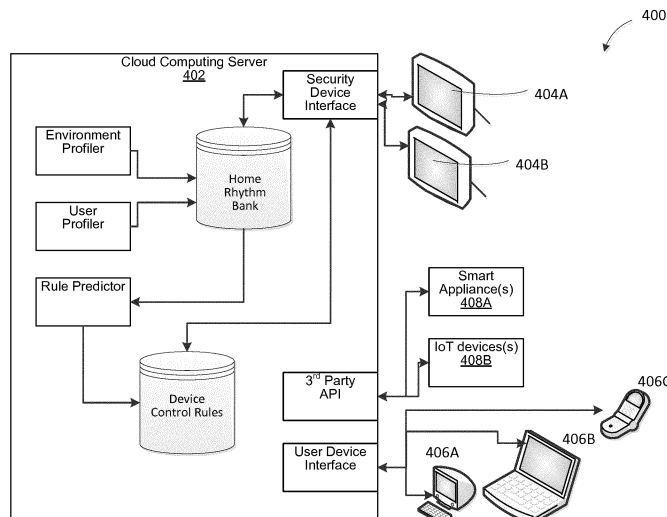 400
Cloud Computing Server
402
Security
Device
Interface
404A
404B
Environment
Profiler
Home
Rhythm
Bank
User
Profiler
Rule Predictor
Smart
Appliance(s)
408A
IoT devices(s)
408B
Device
Control Rules
3rd Party
API
406C
User Device
Interface
406A
406B